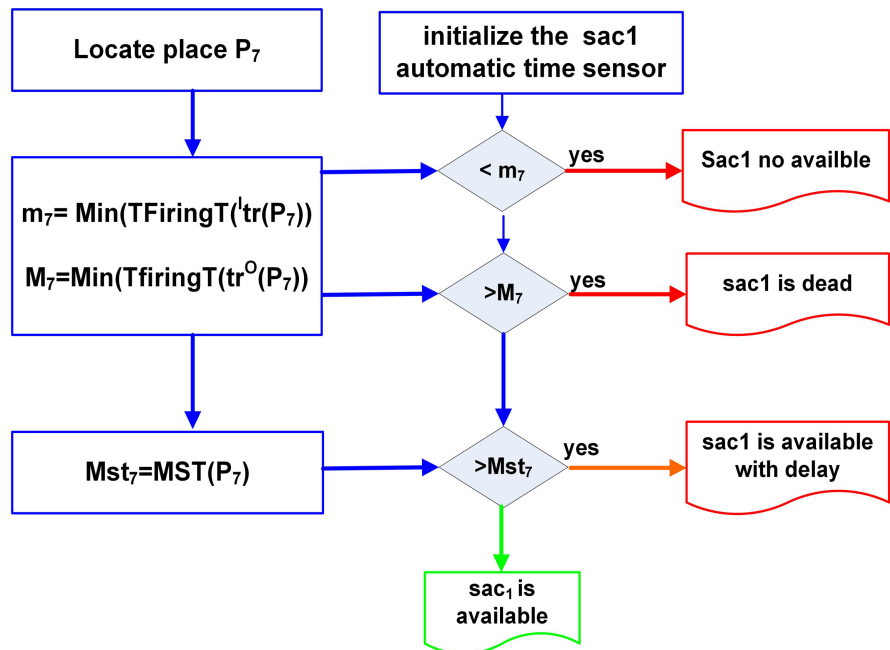 Locate place P₇
initialize the sac1
automatic time sensor
< m₇
yes
Sac1 no availble
m₇= Min(TFiringT(ᴵtr(P₇))
M₇=Min(TfiringT(trᴼ(P₇))
>M₇
yes
sac1 is dead
Mst₇=MST(P₇)
>Mst₇
yes
sac1 is available
with delay
sac₁ is
available